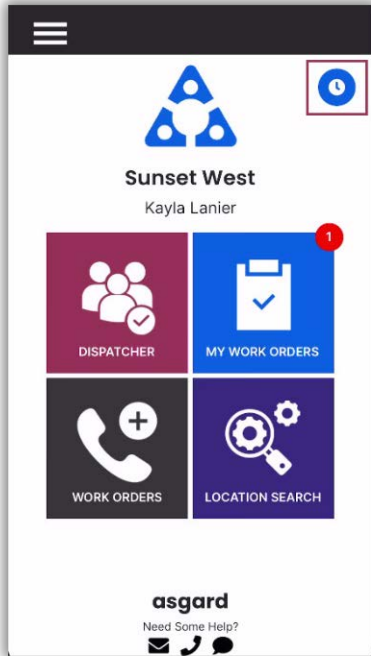 Sunset West
Kayla Lanier
1
DISPATCHER
MY WORK ORDERS
WORK ORDERS
LOCATION SEARCH
asgard
Need Some Help?